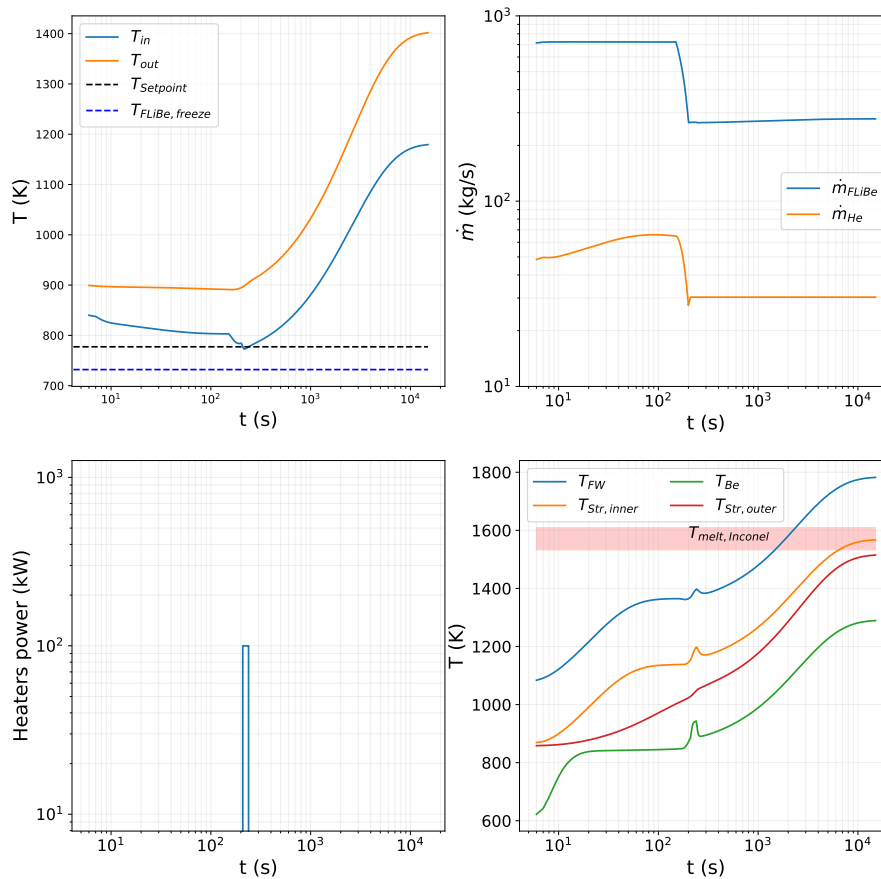 1400
1300
1200
1100
1000
900
800
700
T (K)
T_in
T_out
T_Setpoint
T_FLiBe, freeze
10^1
10^2
10^3
10^4
t (s)
10^3
10^2
10^1
ṁ (kg/s)
ṁ_FLiBe
ṁ_He
10^1
10^2
10^3
10^4
t (s)
10^3
10^2
10^1
Heaters power (kW)
10^1
10^2
10^3
10^4
t (s)
1800
1600
1400
1200
1000
800
600
T (K)
T_FW
T_Str, inner
T_Be
T_Str, outer
T_melt, Inconel
10^1
10^2
10^3
10^4
t (s)